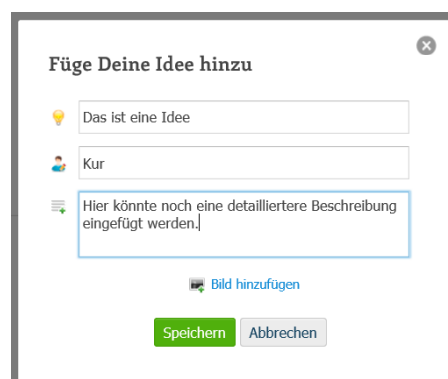 Füge Deine Idee hinzu
Das ist eine Idee
Kur
Hier könnte noch eine detailliertere Beschreibung
eingefügt werden.
Bild hinzufügen
Speichern Abbrechen